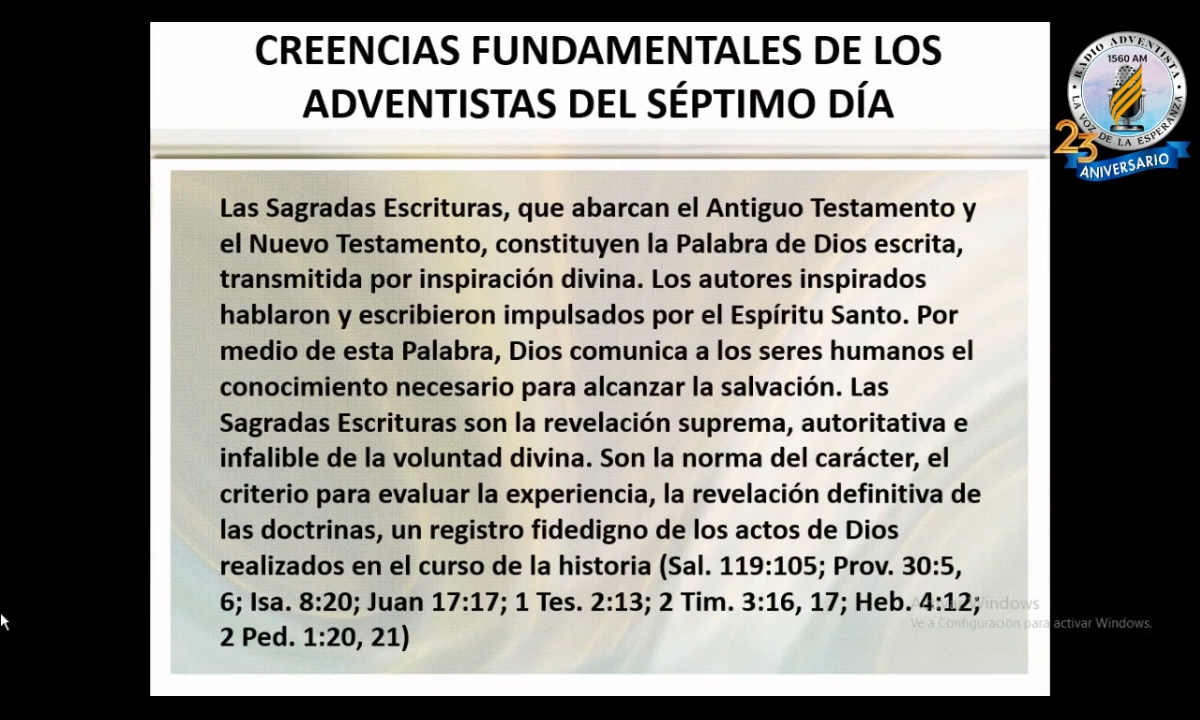 CREENCIAS FUNDAMENTALES DE LOS
ADVENTISTAS DEL SÉPTIMO DÍA
RADIO ADVENTISTA
1560 AM
LA VOZ DE LA ESPERANZA
23
ANIVERSARIO
Las Sagradas Escrituras, que abarcan el Antiguo Testamento y
el Nuevo Testamento, constituyen la Palabra de Dios escrita,
transmitida por inspiración divina. Los autores inspirados
hablaron y escribieron impulsados por el Espíritu Santo. Por
medio de esta Palabra, Dios comunica a los seres humanos el
conocimiento necesario para alcanzar la salvación. Las
Sagradas Escrituras son la revelación suprema, autoritativa e
infalible de la voluntad divina. Son la norma del carácter, el
criterio para evaluar la experiencia, la revelación definitiva de
las doctrinas, un registro fidedigno de los actos de Dios
realizados en el curso de la historia (Sal. 119:105; Prov. 30:5,
6; Isa. 8:20; Juan 17:17; 1 Tes. 2:13; 2 Tim. 3:16, 17; Heb. 4:12;
2 Ped. 1:20, 21)
Activar Windows
Ve a Configuración para activar Windows.